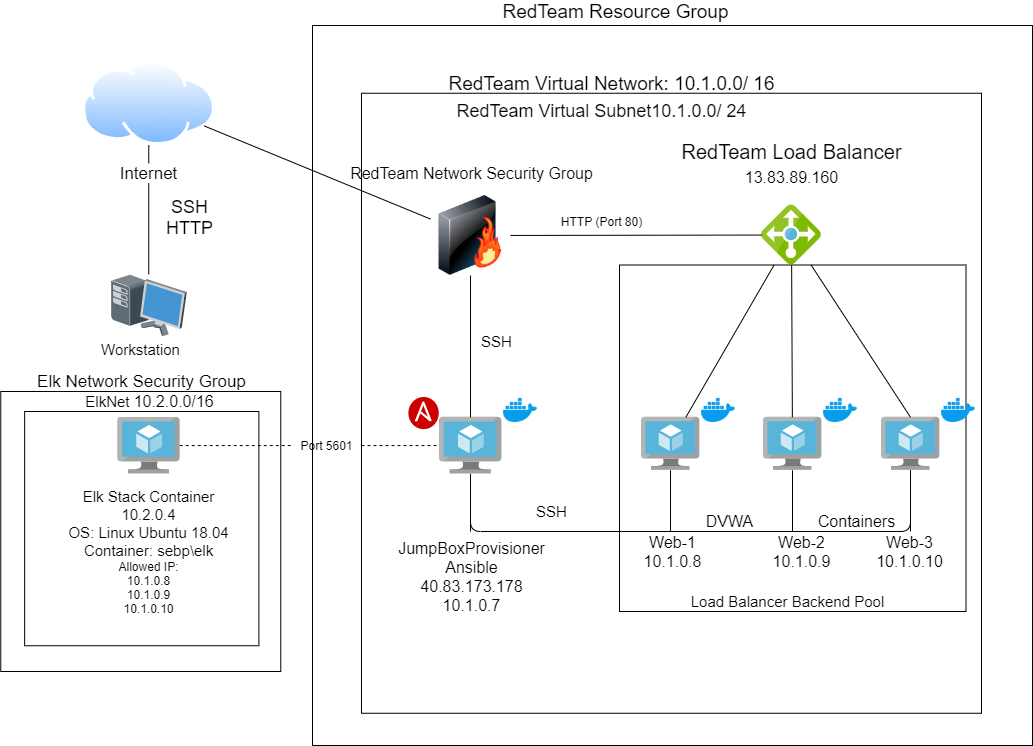 RedTeam Resource Group
RedTeam Virtual Network: 10.1.0.0/ 16
RedTeam Virtual Subnet10.1.0.0/ 24
RedTeam Load Balancer
13.83.89.160
Internet
RedTeam Network Security Group
SSH
HTTP
HTTP (Port 80)
Workstation
SSH
Elk Network Security Group
ElkNet 10.2.0.0/16
A
Port 5601
Elk Stack Container
10.2.0.4
OS: Linux Ubuntu 18.04
Container: sebp\elk
Allowed IP:
10.1.0.8
10.1.0.9
10.1.0.10
SSH
JumpBoxProvisioner
Ansible
40.83.173.178
10.1.0.7
DVWA
Containers
Web-1
10.1.0.8
Web-2
10.1.0.9
Web-3
10.1.0.10
Load Balancer Backend Pool